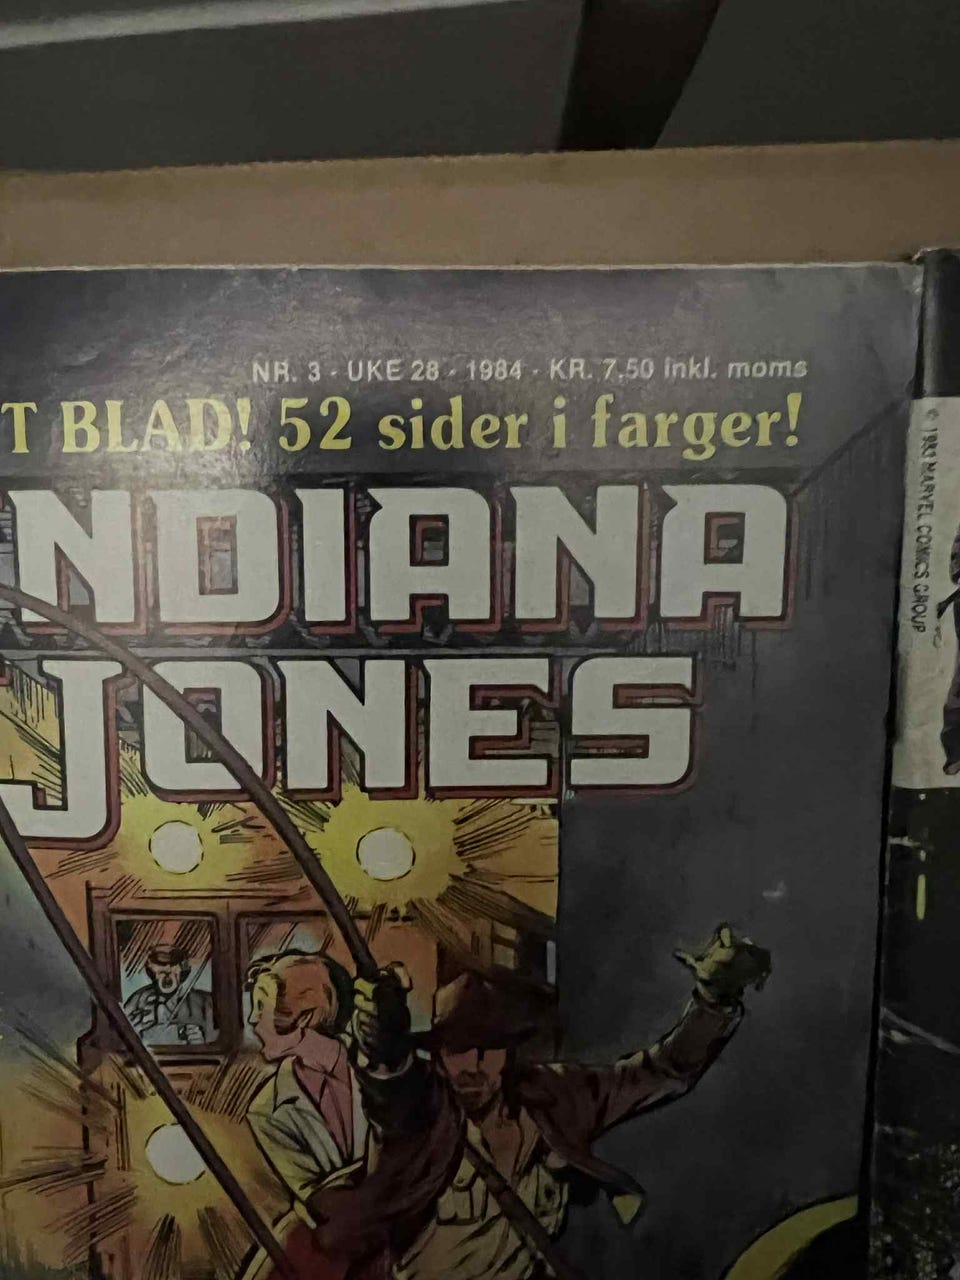 NR. 3 - UKE 28 - 1984 - KR. 7,50 inkl. moms
T BLAD! 52 sider i farger!
INDIANA
JONES
© 1983 MARVEL COMICS GROUP